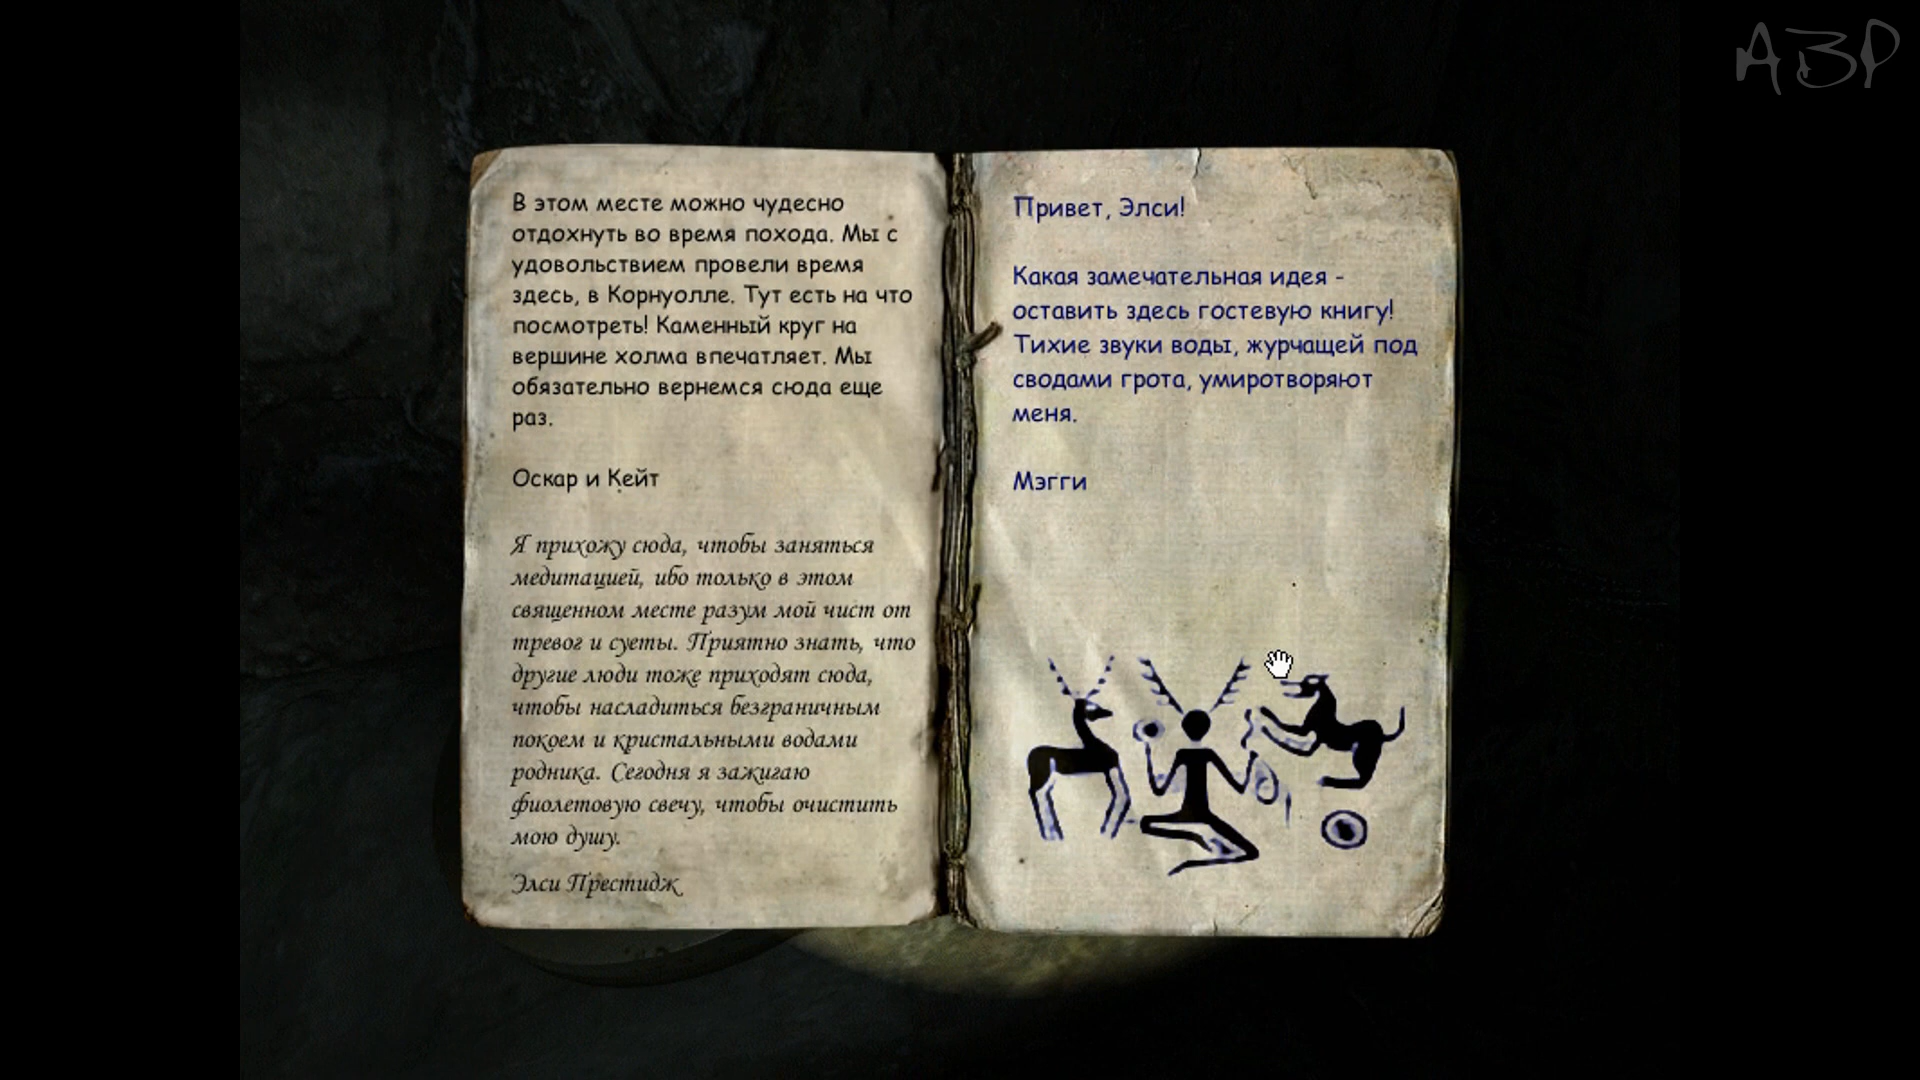 В этом месте можно чудесно
отдохнуть во время похода. Мы с
удовольствием провели время
здесь, в Корнуолле. Тут есть на что
посмотреть! Каменный круг на
вершине холма впечатляет. Мы
обязательно вернемся сюда еще
раз.
Оскар и Кейт
Я прихожу сюда, чтобы заняться
медитацией, ибо только в этом
священном месте разум мой чист от
тревог и суеты. Приятно знать, что
другие люди тоже приходят сюда,
чтобы насладиться безграничным
покоем и кристальными водами
родника. Сегодня я зажигаю
фиолетовую свечу, чтобы очистить
мою душу.
Элси Престидж
Привет, Элси!
Какая замечательная идея -
оставить здесь гостевую книгу!
Тихие звуки воды, журчащей под
сводами грота, умиротворяют
меня.
Мэгги
АВР